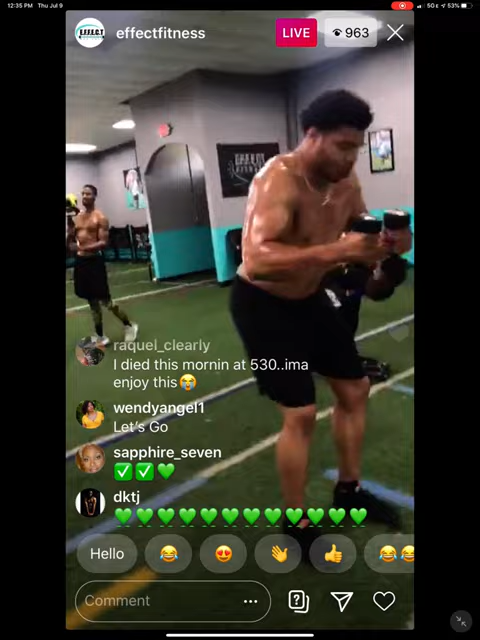 12:35 PM Thu Jul 9
53%
E.F.F.E.C.T
effectfitness
LIVE
963
raquel_clearly
I died this mornin at 530..ima
enjoy this😭
wendyangel1
Let's Go
sapphire_seven
✅✅💚
dktj
💚💚💚💚💚💚💚💚💚💚💚💚
Hello
😂
😍
👋
👍
😂😂
Comment